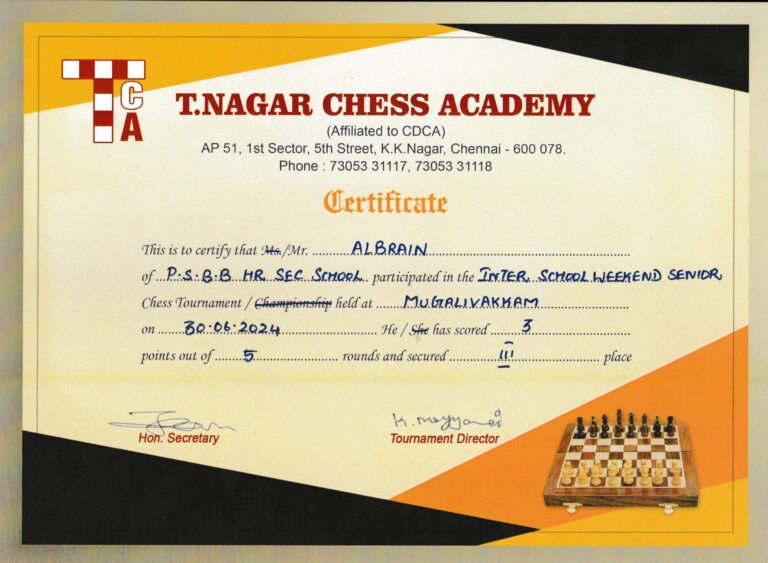 T
C
A
T.NAGAR CHESS ACADEMY
(Affiliated to CDCA)
AP 51, 1st Sector, 5th Street, K.K.Nagar, Chennai - 600 078.
Phone : 73053 31117, 73053 31118
Certificate
This is to certify that Ms./Mr. ALBRAIN
of P.S.B.B HR SEC SCHOOL participated in the INTER SCHOOL WEEKEND SENIOR
Chess Tournament / Championship held at MUGALIVAKKAM
on 30.06.2024 He / She has scored 3
points out of 5 rounds and secured III place
Hon. Secretary
Tournament Director